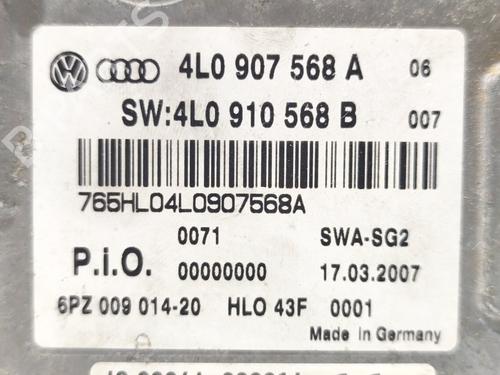 4L0 907 568 A 06
SW:4L0 910 568 B 007
765HL04L0907568A
0071 SWA-SG2
P.i.O. 00000000 17.03.2007
6PZ 009 014-20 HLO 43F 0001
Made in Germany